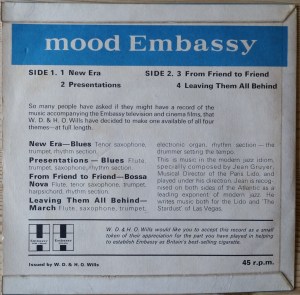 mood Embassy
SIDE 1. 1 New Era
2 Presentations
SIDE 2. 3 From Friend to Friend
4 Leaving Them All Behind
So many people have asked if they might have a record of the
music accompanying the Embassy television and cinema films, that
W. D. & H. O. Wills have decided to make one available of all four
themes—at full length.
New Era—Blues Tenor saxophone,
trumpet, rhythm section.
Presentations — Blues Flute,
trumpet, saxophone, rhythm section.
From Friend to Friend—Bossa
Nova Flute, tenor saxophone, trumpet,
harpsichord, rhythm section.
Leaving Them All Behind—
March Flute, saxophone, trumpet,
electronic organ, rhythm section — the
drummer setting the tempo.
This is music in the modern jazz idiom,
specially composed by Jean Gruyer,
Musical Director of the Paris Lido, and
played under his direction. Jean is recog-
nised on both sides of the Atlantic as a
leading exponent of modern jazz. He
writes music both for the Lido and The
'Stardust' of Las Vegas.
EMBASSY
EMBASSY
W. D. & H. O. Wills would like you to accept this record as a small
token of their appreciation for the part you have played in helping
to establish Embassy as Britain's best-selling cigarette.
Issued by W. D. & H. O. Wills
45 r.p.m.